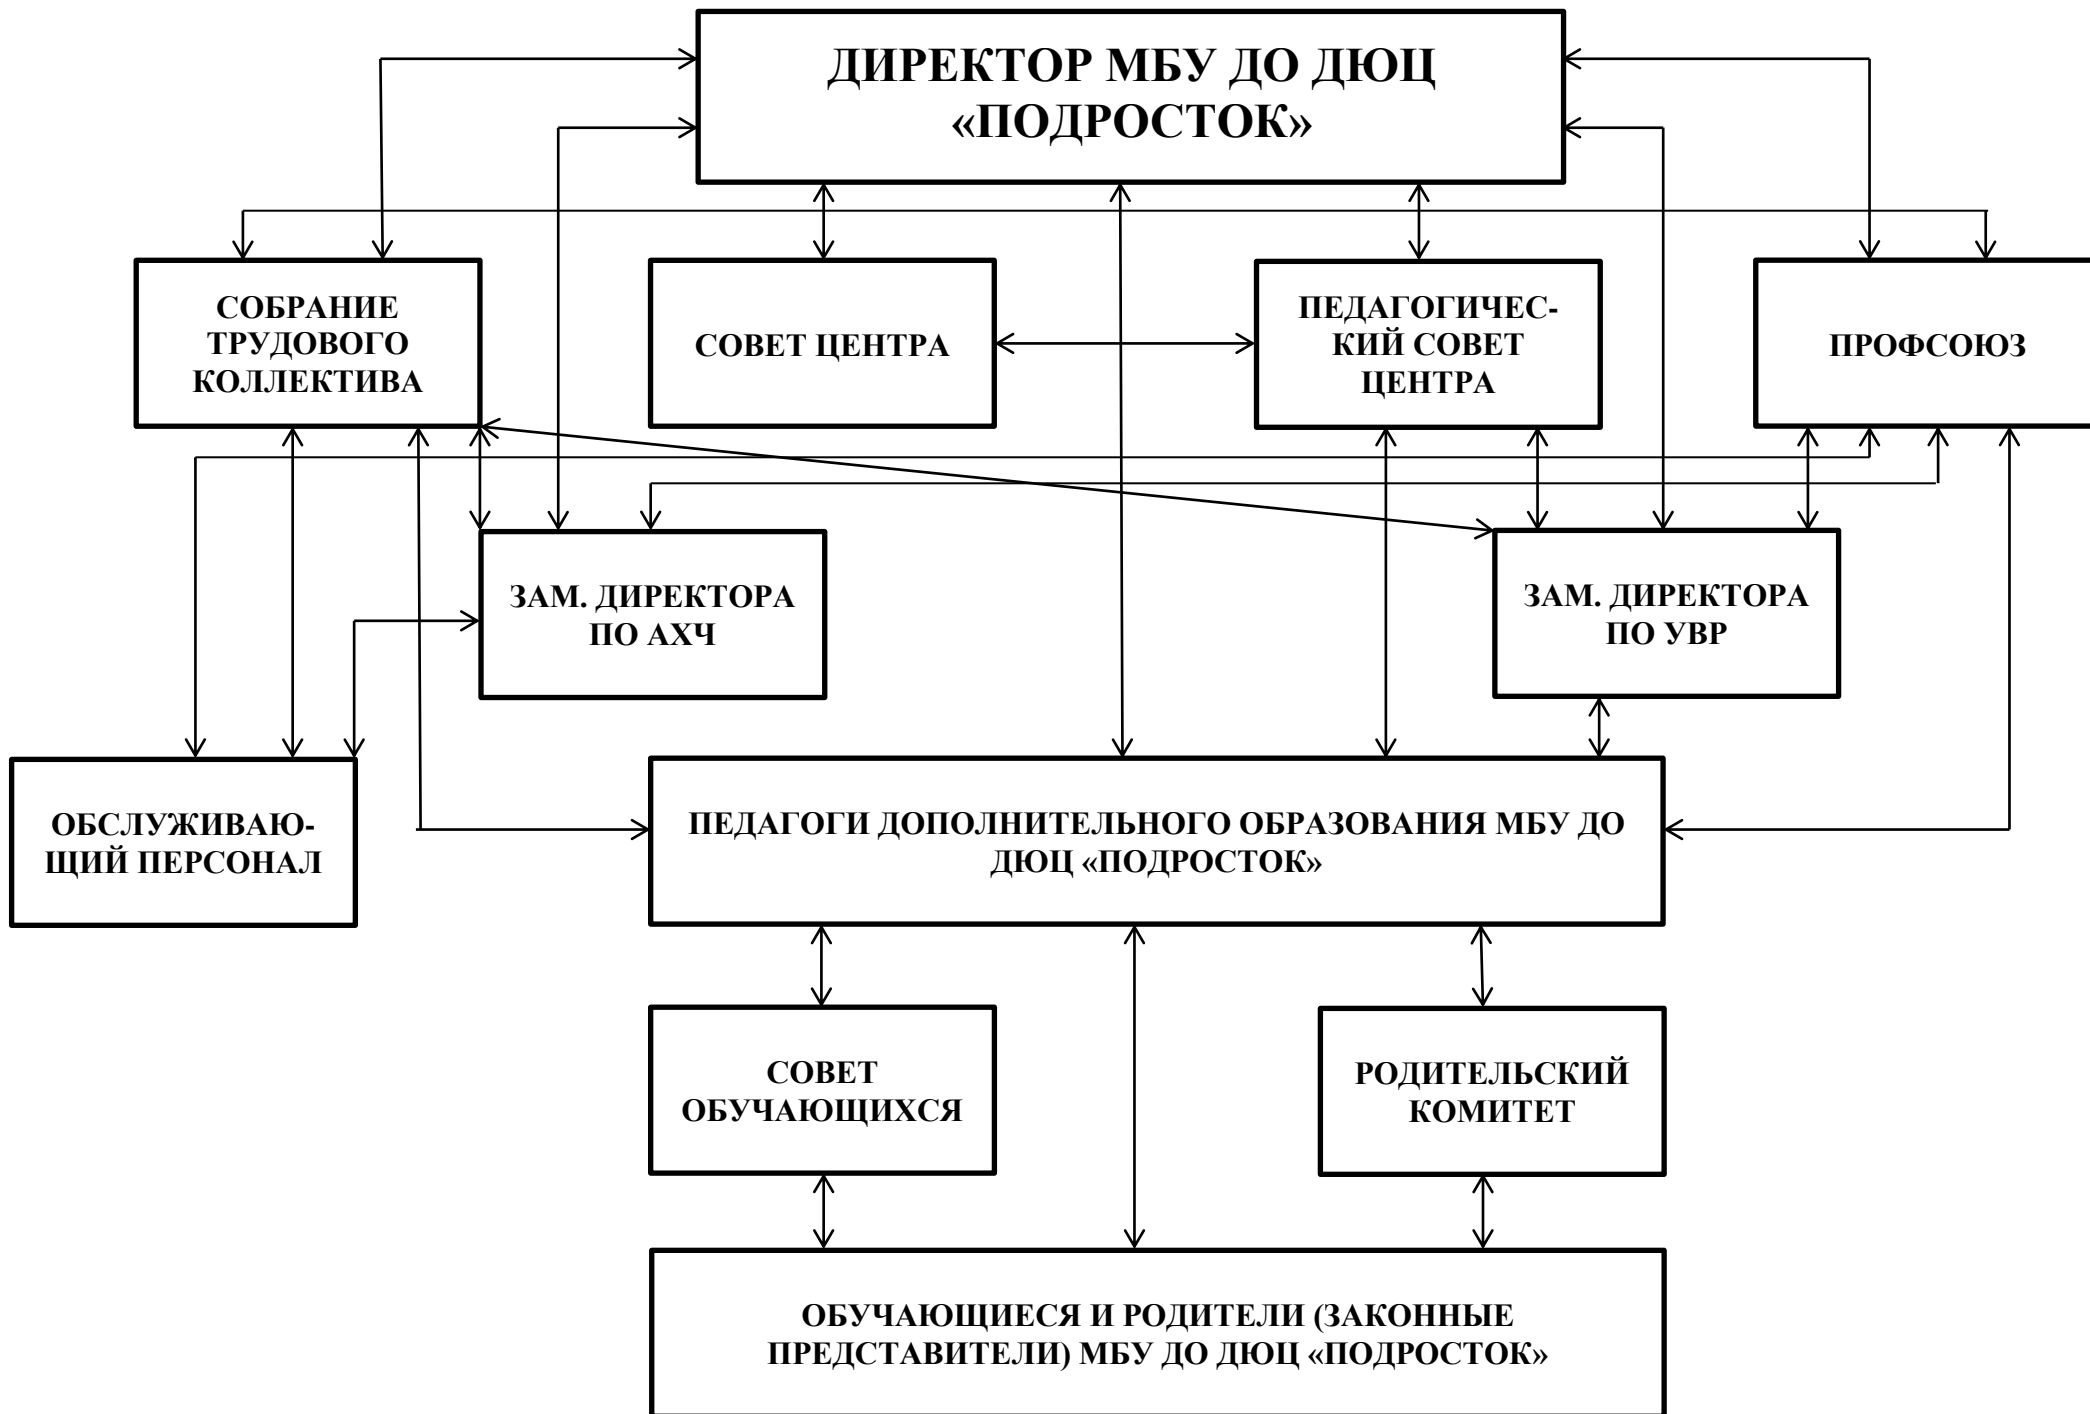 ДИРЕКТОР МБУ ДО ДЮЦ
«ПОДРОСТОК»
СОБРАНИЕ
ТРУДОВОГО
КОЛЛЕКТИВА
СОВЕТ ЦЕНТРА
ПЕДАГОГИЧЕС-
КИЙ СОВЕТ
ЦЕНТРА
ПРОФСОЮЗ
ЗАМ. ДИРЕКТОРА
ПО АХЧ
ЗАМ. ДИРЕКТОРА
ПО УВР
ОБСЛУЖИВАЮ-
ЩИЙ ПЕРСОНАЛ
ПЕДАГОГИ ДОПОЛНИТЕЛЬНОГО ОБРАЗОВАНИЯ МБУ ДО
ДЮЦ «ПОДРОСТОК»
СОВЕТ
ОБУЧАЮЩИХСЯ
РОДИТЕЛЬСКИЙ
КОМИТЕТ
ОБУЧАЮЩИЕСЯ И РОДИТЕЛИ (ЗАКОННЫЕ
ПРЕДСТАВИТЕЛИ) МБУ ДО ДЮЦ «ПОДРОСТОК»